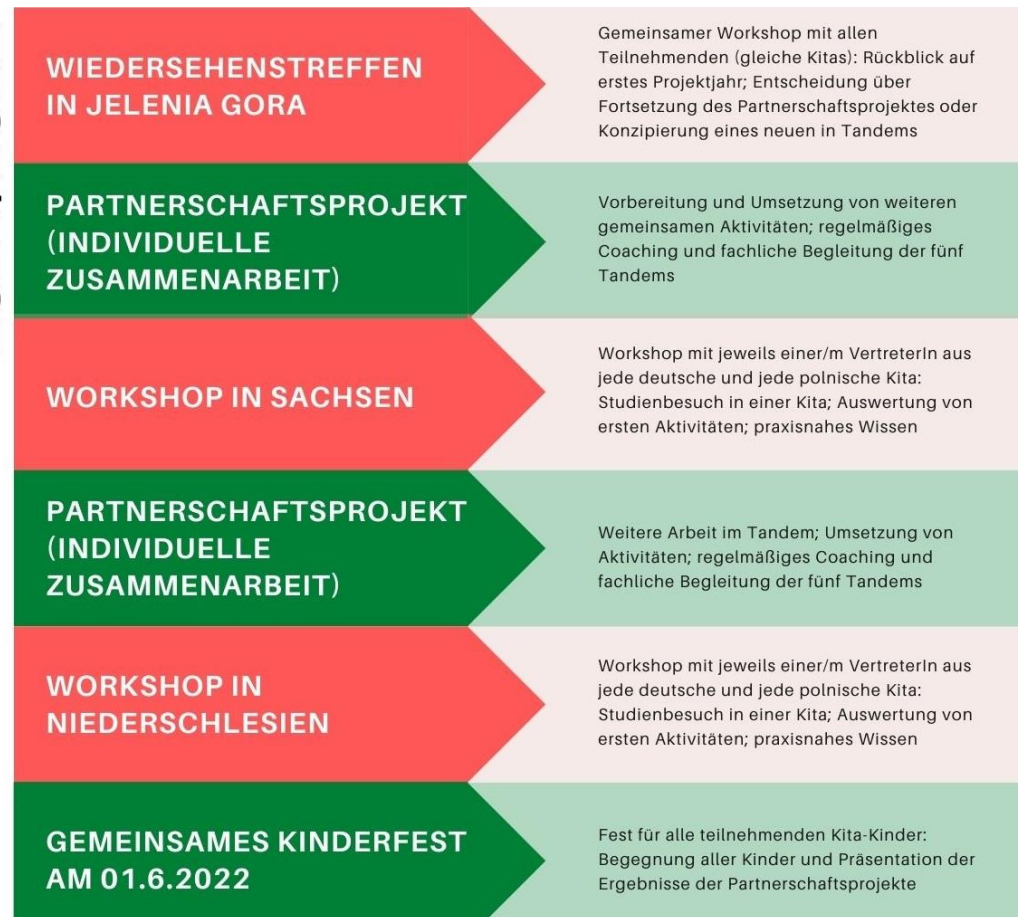 WIEDERSEHENSTREFFEN
IN JELENIA GORA
Gemeinsamer Workshop mit allen
Teilnehmenden (gleiche Kitas): Rückblick auf
erstes Projektjahr; Entscheidung über
Fortsetzung des Partnerschaftsprojektes oder
Konzipierung eines neuen in Tandems
PARTNERSCHAFTSPROJEKT
(INDIVIDUELLE
ZUSAMMENARBEIT)
Vorbereitung und Umsetzung von weiteren
gemeinsamen Aktivitäten; regelmäßiges
Coaching und fachliche Begleitung der fünf
Tandems
WORKSHOP IN SACHSEN
Workshop mit jeweils einer/m VertreterIn aus
jede deutsche und jede polnische Kita:
Studienbesuch in einer Kita; Auswertung von
ersten Aktivitäten; praxisnahes Wissen
PARTNERSCHAFTSPROJEKT
(INDIVIDUELLE
ZUSAMMENARBEIT)
Weitere Arbeit im Tandem; Umsetzung von
Aktivitäten; regelmäßiges Coaching und
fachliche Begleitung der fünf Tandems
WORKSHOP IN
NIEDERSCHLESIEN
Workshop mit jeweils einer/m VertreterIn aus
jede deutsche und jede polnische Kita:
Studienbesuch in einer Kita; Auswertung von
ersten Aktivitäten; praxisnahes Wissen
GEMEINSAMES KINDERFEST
AM 01.6.2022
Fest für alle teilnehmenden Kita-Kinder:
Begegnung aller Kinder und Präsentation der
Ergebnisse der Partnerschaftsprojekte